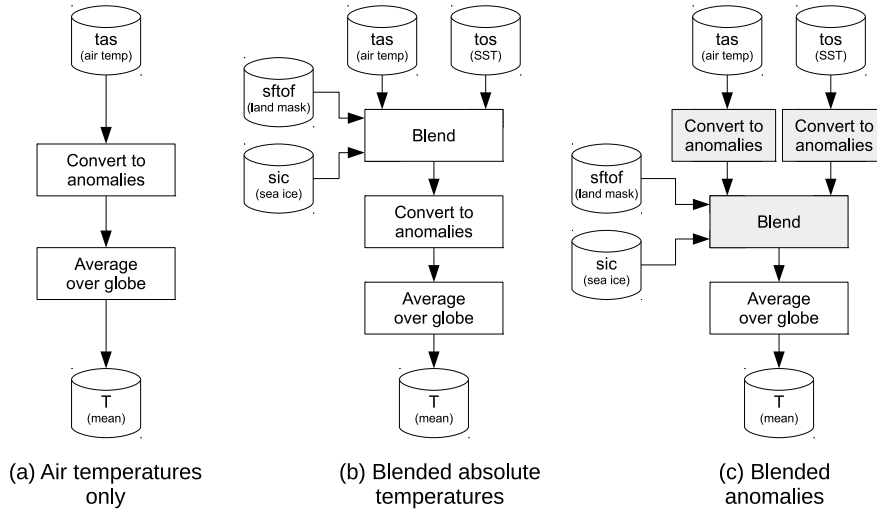 tas
(air temp)
Convert to
anomalies
Average
over globe
T
(mean)
(a) Air temperatures
only
tas
(air temp)
tos
(SST)
sftof
(land mask)
sic
(sea ice)
Blend
Convert to
anomalies
Average
over globe
T
(mean)
(b) Blended absolute
temperatures
tas
(air temp)
tos
(SST)
Convert to
anomalies
Convert to
anomalies
sftof
(land mask)
sic
(sea ice)
Blend
Average
over globe
T
(mean)
(c) Blended
anomalies